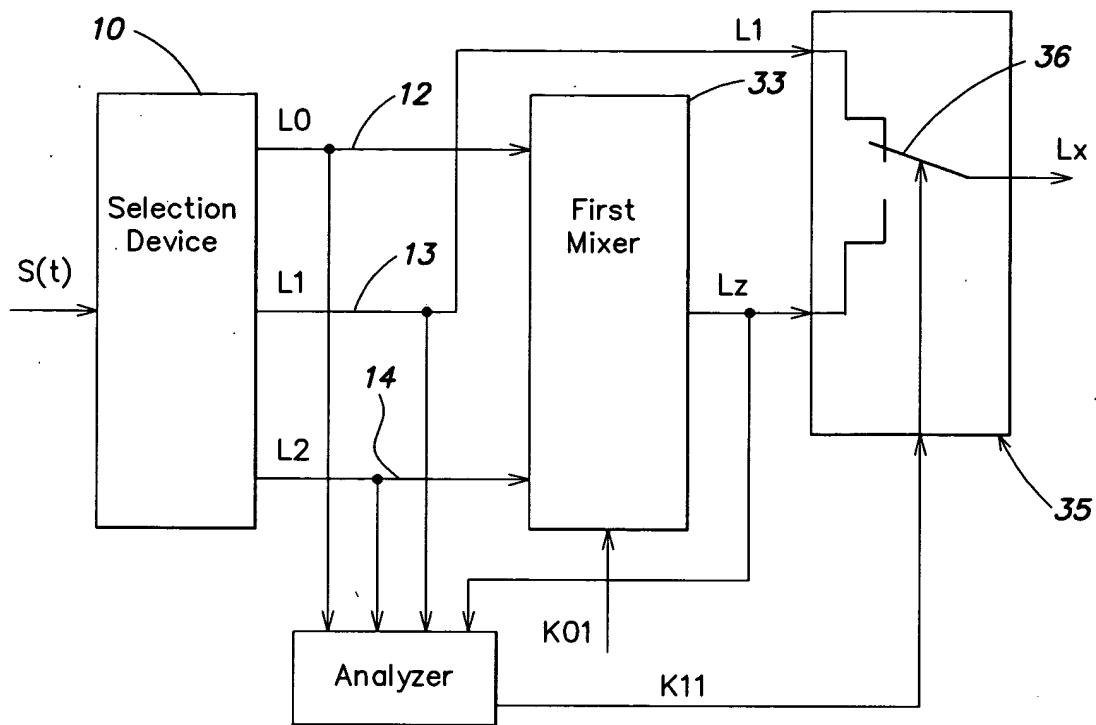 10
L1
36
33
L0
12
Lx
Selection
Device
First
Mixer
S(t)
L1
13
Lz
L2
14
35
K01
Analyzer
K11